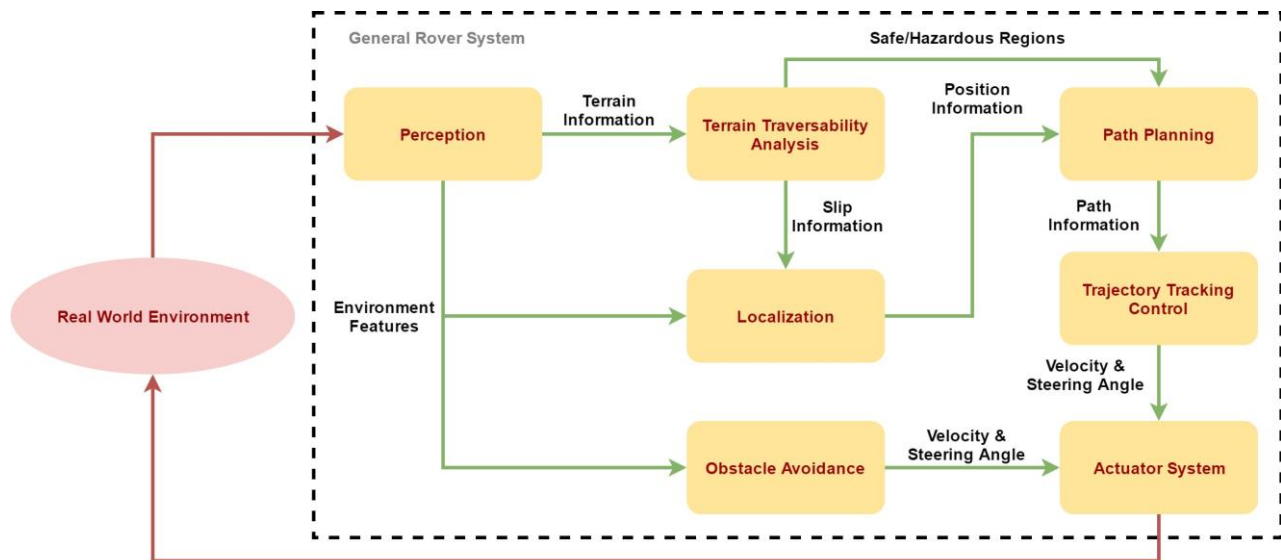 General Rover System
Safe/Hazardous Regions
Terrain
Information
Position
Information
Perception
Terrain Traversability
Analysis
Path Planning
Slip
Information
Path
Information
Real World Environment
Environment
Features
Localization
Trajectory Tracking
Control
Velocity &
Steering Angle
Obstacle Avoidance
Velocity &
Steering Angle
Actuator System